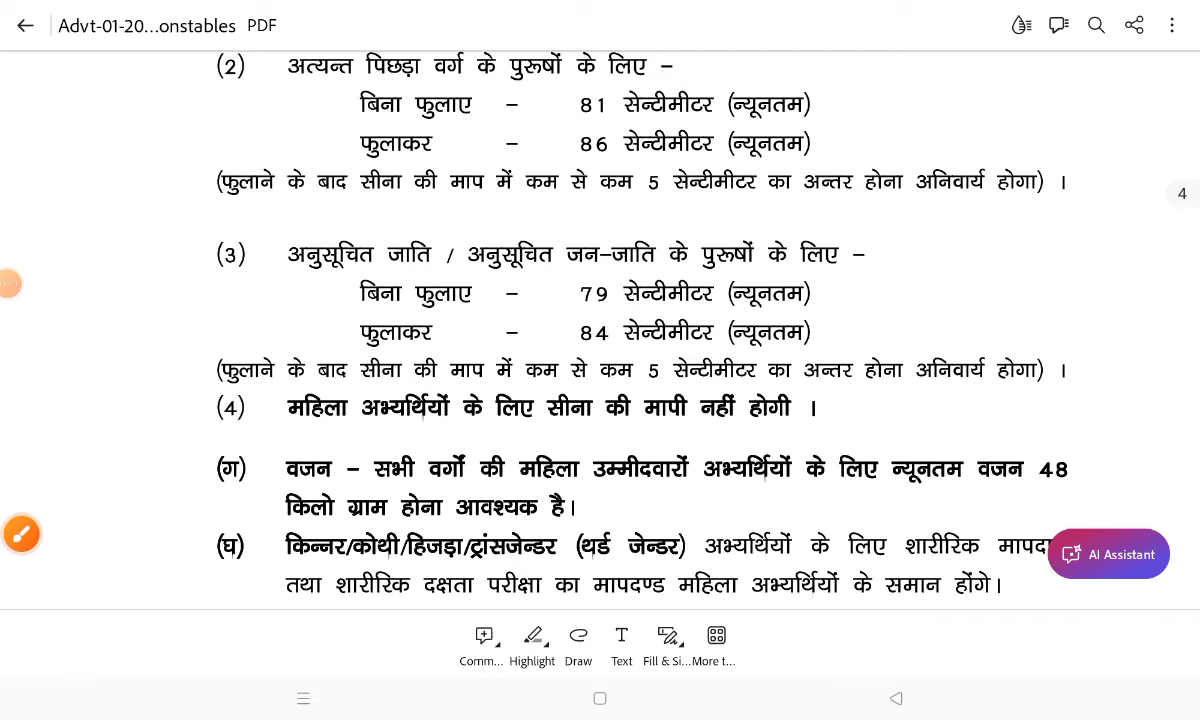 Advt-01-20...onstables PDF
(2) अत्यन्त पिछड़ा वर्ग के पुरूषों के लिए –
बिना फुलाए – 81 सेन्टीमीटर (न्यूनतम)
फुलाकर – 86 सेन्टीमीटर (न्यूनतम)
(फुलाने के बाद सीना की माप में कम से कम 5 सेन्टीमीटर का अन्तर होना अनिवार्य होगा) ।
4
(3) अनुसूचित जाति / अनुसूचित जन–जाति के पुरूषों के लिए –
बिना फुलाए – 79 सेन्टीमीटर (न्यूनतम)
फुलाकर – 84 सेन्टीमीटर (न्यूनतम)
(फुलाने के बाद सीना की माप में कम से कम 5 सेन्टीमीटर का अन्तर होना अनिवार्य होगा) ।
(4) महिला अभ्यर्थियों के लिए सीना की मापी नहीं होगी ।
(ग) वजन – सभी वर्गों की महिला उम्मीदवारों अभ्यर्थियों के लिए न्यूनतम वजन 48
किलो ग्राम होना आवश्यक है।
(घ) किन्नर/कोथी/हिजड़ा/ट्रांसजेन्डर (थर्ड जेन्डर) अभ्यर्थियों के लिए शारीरिक
तथा शारीरिक दक्षता परीक्षा का मापदण्ड महिला अभ्यर्थियों के समान होंगे।
AI Assistant
Comm... Highlight Draw Text Fill & Si... More t...